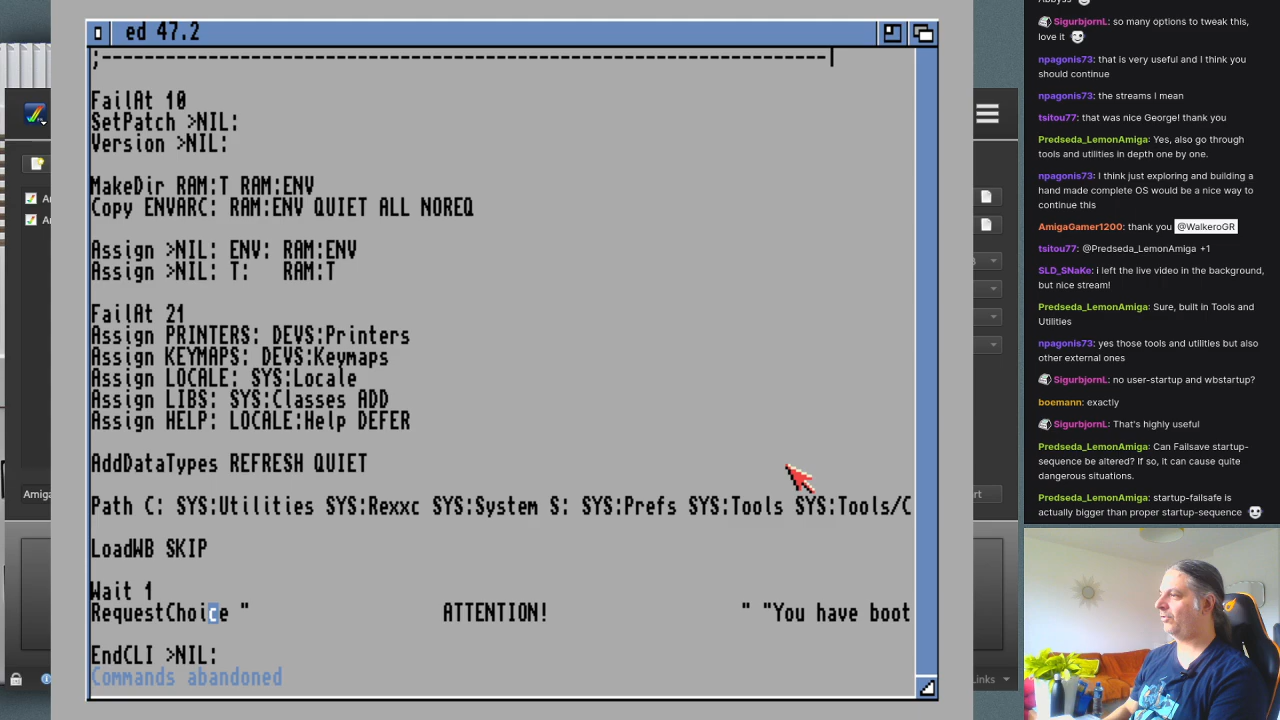 ed 47.2
;---------------------------------------------------------------------
FailAt 10
SetPatch >NIL:
Version >NIL:
MakeDir RAM:T RAM:ENV
Copy ENVARC: RAM:ENV QUIET ALL NOREQ
Assign >NIL: ENV: RAM:ENV
Assign >NIL: T:   RAM:T
FailAt 21
Assign PRINTERS: DEVS:Printers
Assign KEYMAPS: DEVS:Keymaps
Assign LOCALE: SYS:Locale
Assign LIBS: SYS:Classes ADD
Assign HELP: LOCALE:Help DEFER
AddDataTypes REFRESH QUIET
Path C: SYS:Utilities SYS:Rexxc SYS:System S: SYS:Prefs SYS:Tools SYS:Tools/C
LoadWB SKIP
Wait 1
RequestChoice " ATTENTION! " "You have boot
EndCLI >NIL:
Commands abandoned
Amiga
Links
SigurbjornL: so many options to tweak this,
love it
npagonis73: that is very useful and I think you
should continue
npagonis73: the streams I mean
tsitou77: that was nice George! thank you
Predseda_LemonAmiga: Yes, also go through
tools and utilities in depth one by one.
npagonis73: I think just exploring and building a
hand made complete OS would be a nice way to
continue this
AmigaGamer1200: thank you @WalkeroGR
tsitou77: @Predseda_LemonAmiga +1
SLD_SNaKe: i left the live video in the background,
but nice stream!
Predseda_LemonAmiga: Sure, built in Tools and
Utilities
npagonis73: yes those tools and utilities but also
other external ones
SigurbjornL: no user-startup and wbstartup?
boemann: exactly
SigurbjornL: That's highly useful
Predseda_LemonAmiga: Can Failsave startup-
sequence be altered? If so, it can cause quite
dangerous situations.
Predseda_LemonAmiga: startup-failsafe is
actually bigger than proper startup-sequence